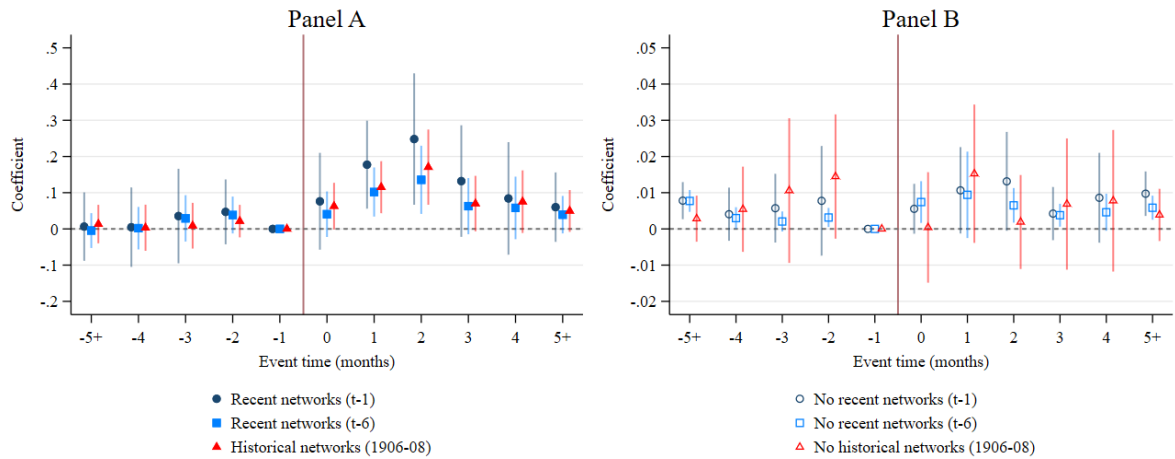 Panel A
.5
.4
.3
.2
.1
0
-.1
-.2
Coefficient
-5+ -4 -3 -2 -1 0 1 2 3 4 5+
Event time (months)
Recent networks (t-1)
Recent networks (t-6)
Historical networks (1906-08)
Panel B
.05
.04
.03
.02
.01
0
-.01
-.02
Coefficient
-5+ -4 -3 -2 -1 0 1 2 3 4 5+
Event time (months)
No recent networks (t-1)
No recent networks (t-6)
No historical networks (1906-08)